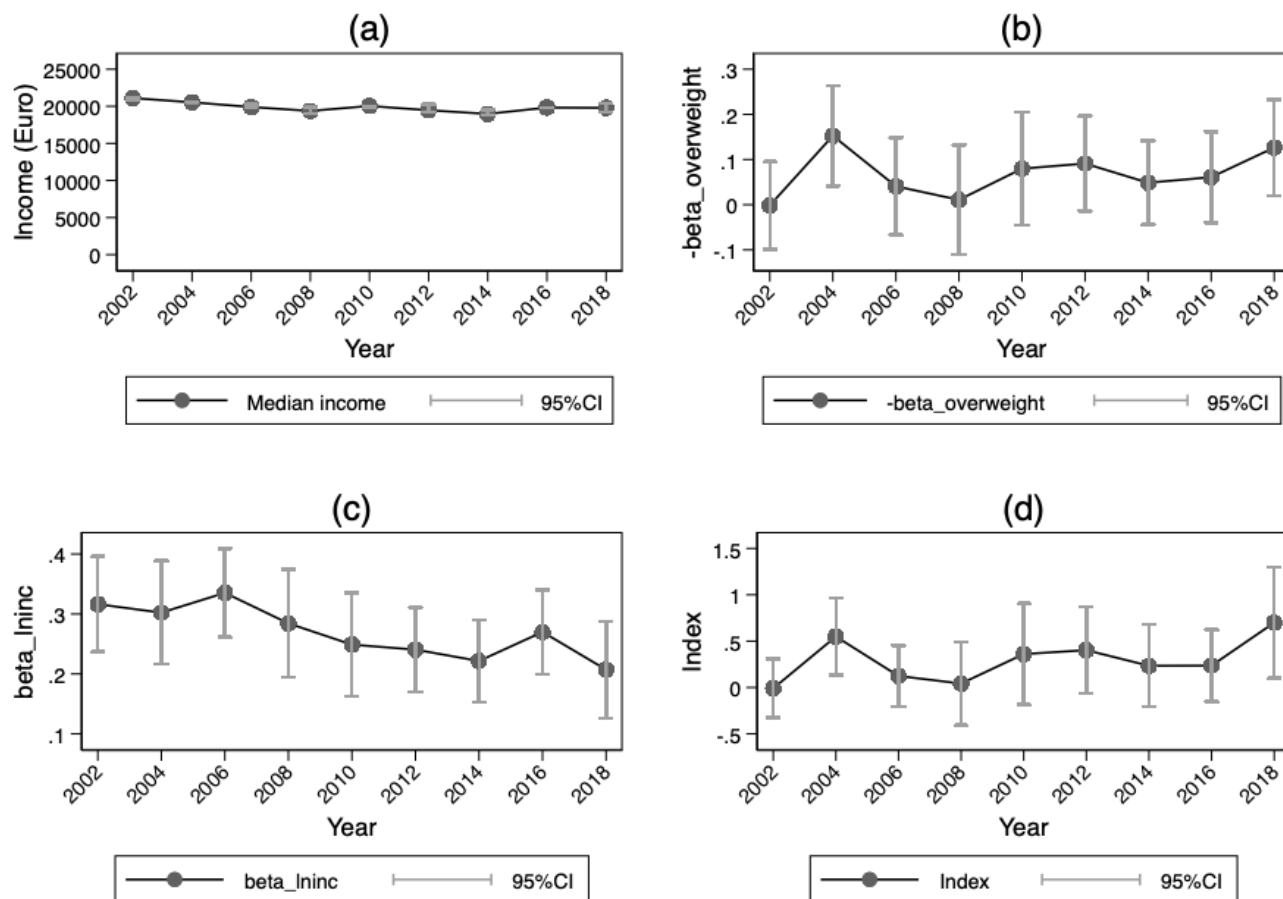 (a)
Income (Euro)
25000
20000
15000
10000
5000
0
2002 2004 2006 2008 2010 2012 2014 2016 2018
Year
Median income 95%CI
(b)
-beta_overweight
.3
.2
.1
0
-.1
2002 2004 2006 2008 2010 2012 2014 2016 2018
Year
-beta_overweight 95%CI
(c)
beta_lninc
.4
.3
.2
.1
2002 2004 2006 2008 2010 2012 2014 2016 2018
Year
beta_lninc 95%CI
(d)
Index
1.5
1
.5
0
-.5
2002 2004 2006 2008 2010 2012 2014 2016 2018
Year
Index 95%CI